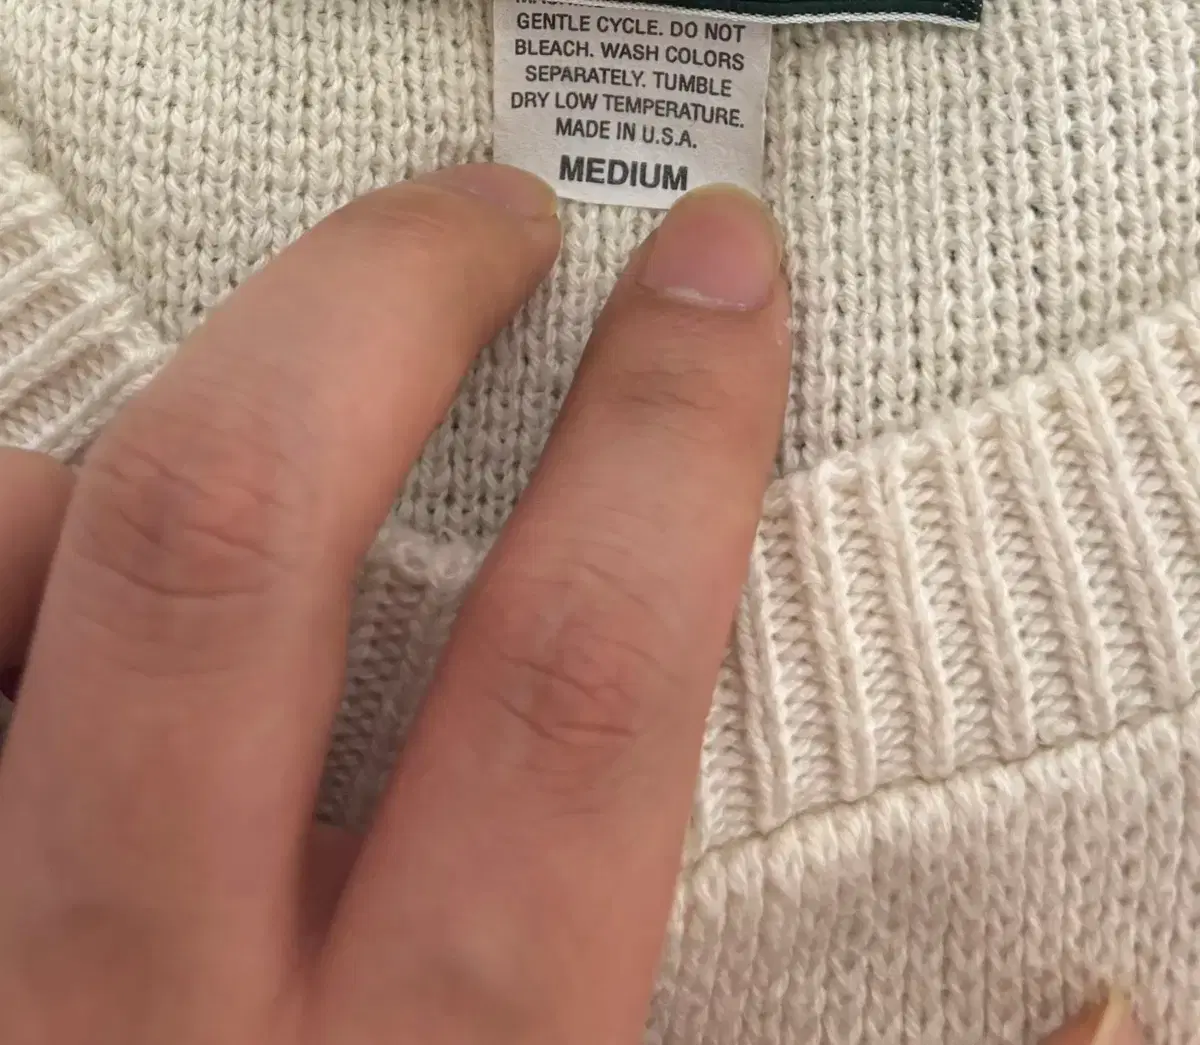 GENTLE CYCLE. DO NOT
BLEACH. WASH COLORS
SEPARATELY. TUMBLE
DRY LOW TEMPERATURE.
MADE IN U.S.A.
MEDIUM